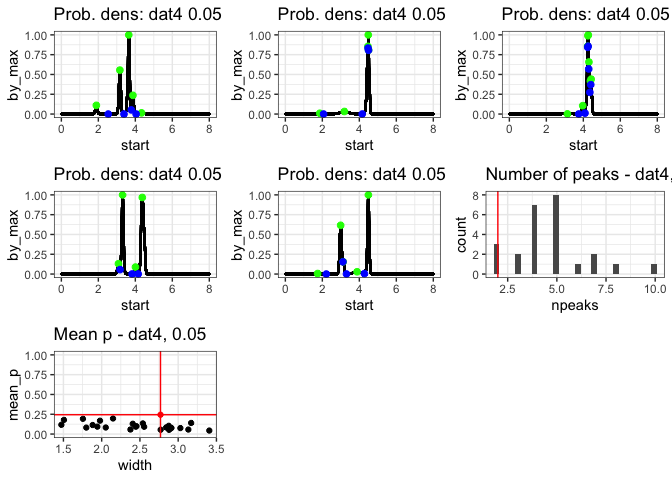 Prob. dens: dat4 0.05
Prob. dens: dat4 0.05
Prob. dens: dat4 0.05
by_max
1.00
0.75
0.50
0.25
0.00
0 2 4 6 8
start
by_max
1.00
0.75
0.50
0.25
0.00
0 2 4 6 8
start
by_max
1.00
0.75
0.50
0.25
0.00
0 2 4 6 8
start
Prob. dens: dat4 0.05
Prob. dens: dat4 0.05
Number of peaks - dat4,
by_max
1.00
0.75
0.50
0.25
0.00
0 2 4 6 8
start
by_max
1.00
0.75
0.50
0.25
0.00
0 2 4 6 8
start
count
8
6
4
2
0
2.5 5.0 7.5 10.0
npeaks
Mean p - dat4, 0.05
mean_p
1.00
0.75
0.50
0.25
0.00
1.5 2.0 2.5 3.0 3.5
width